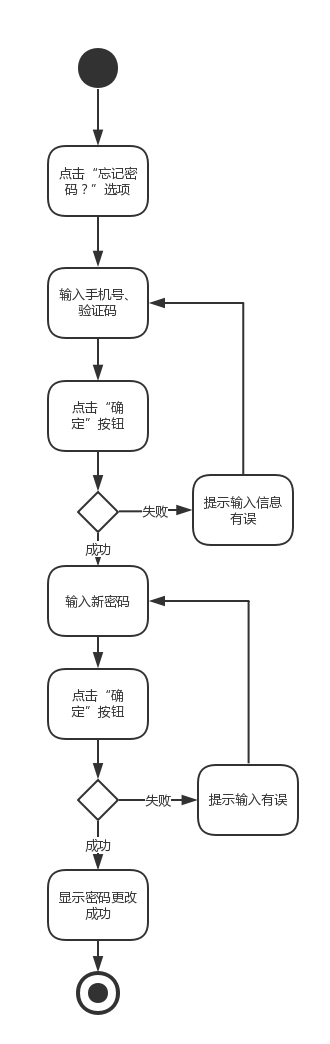 点击“忘记密
码？”选项
输入手机号、
验证码
点击“确
定”按钮
失败
提示输入信息
有误
成功
输入新密码
点击“确
定”按钮
失败
提示输入有误
成功
显示密码更改
成功